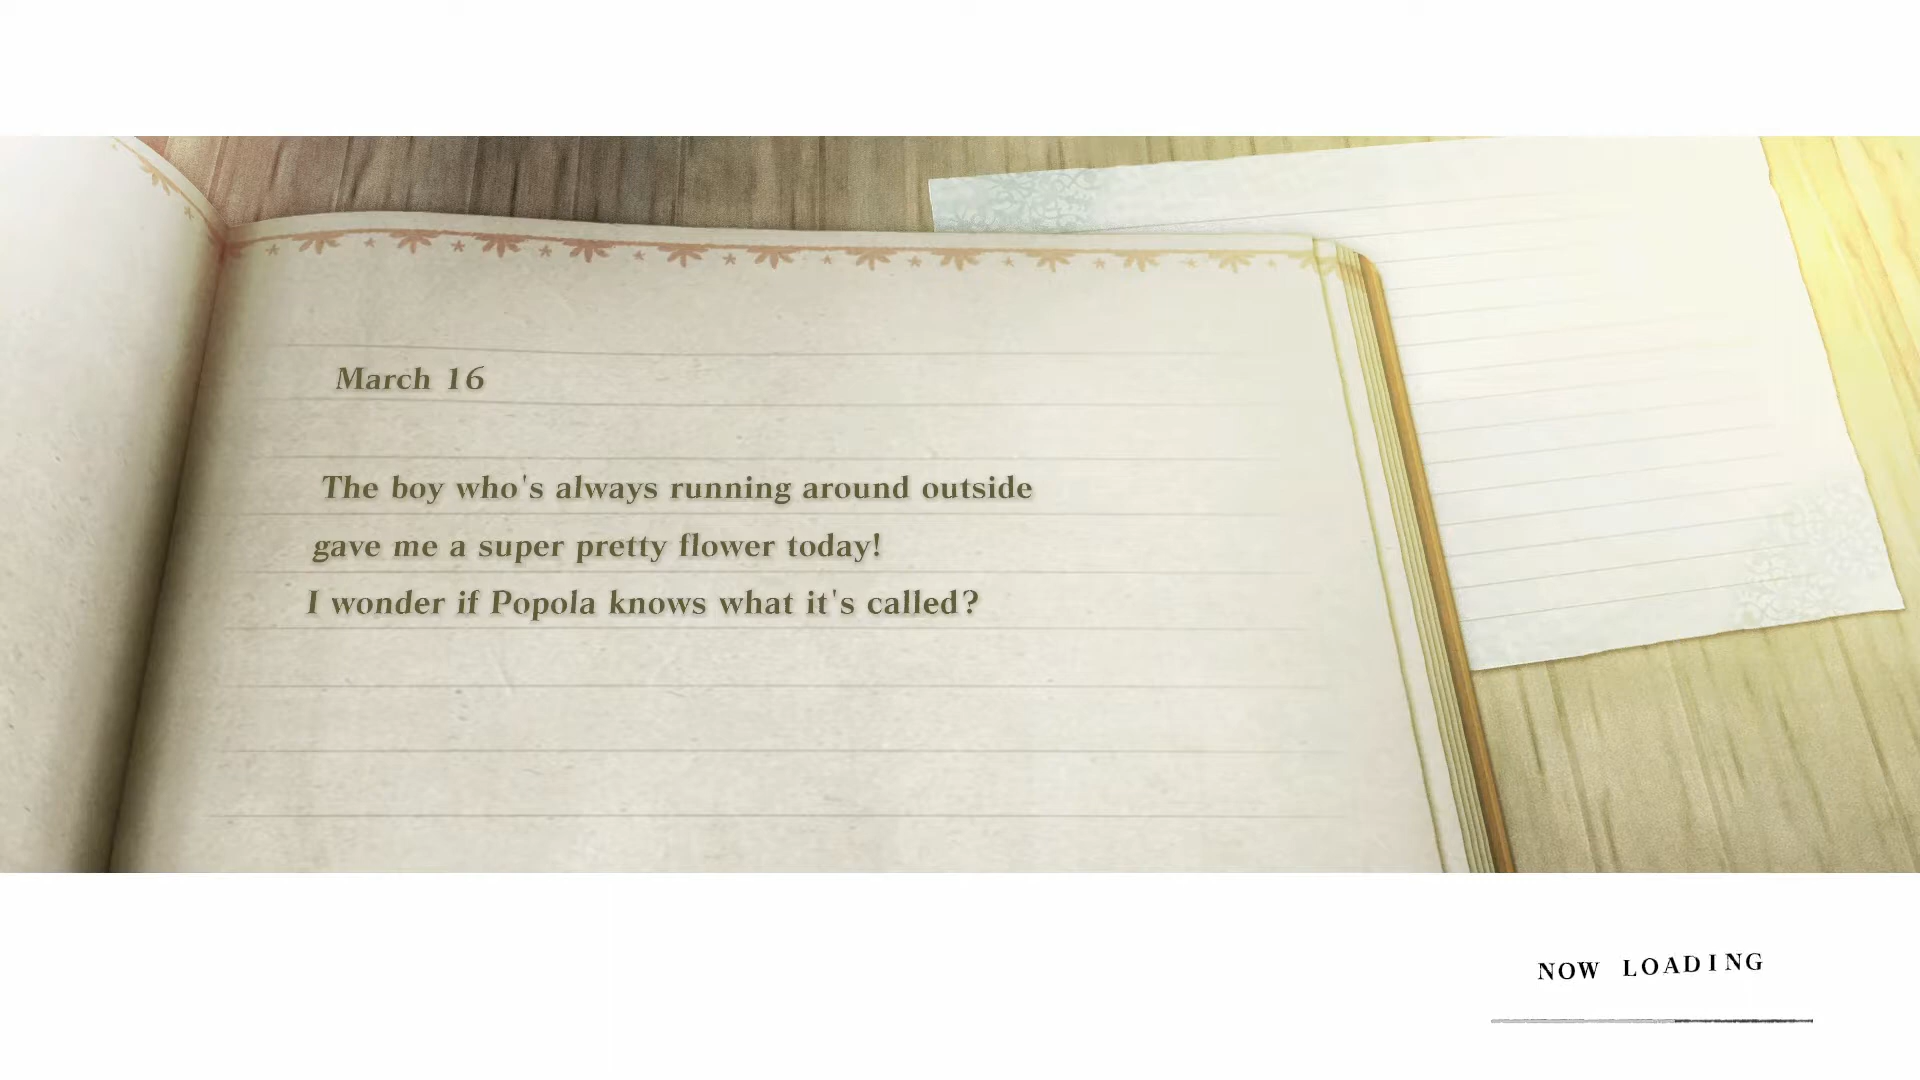 March 16
The boy who's always running around outside
gave me a super pretty flower today!
I wonder if Popola knows what it's called?
NOW LOADING